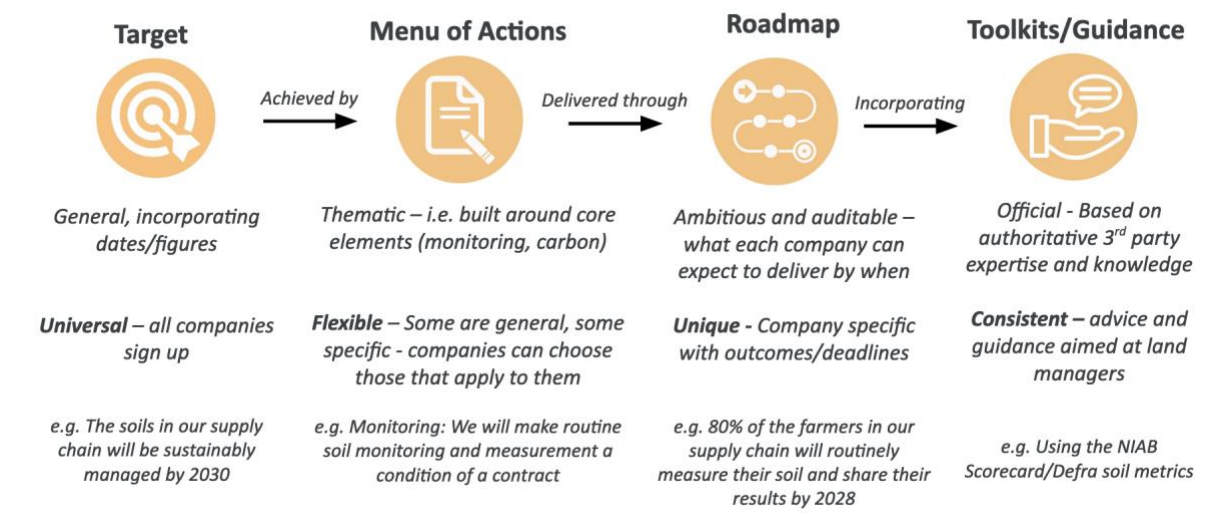 Target
Achieved by
General, incorporating
dates/figures
Universal – all companies
sign up
e.g. The soils in our supply
chain will be sustainably
managed by 2030
Menu of Actions
Delivered through
Thematic – i.e. built around core
elements (monitoring, carbon)
Flexible – Some are general, some
specific - companies can choose
those that apply to them
e.g. Monitoring: We will make routine
soil monitoring and measurement a
condition of a contract
Roadmap
Incorporating
Ambitious and auditable –
what each company can
expect to deliver by when
Unique - Company specific
with outcomes/deadlines
e.g. 80% of the farmers in our
supply chain will routinely
measure their soil and share their
results by 2028
Toolkits/Guidance
Official - Based on
authoritative 3rd party
expertise and knowledge
Consistent – advice and
guidance aimed at land
managers
e.g. Using the NIAB
Scorecard/Defra soil metrics